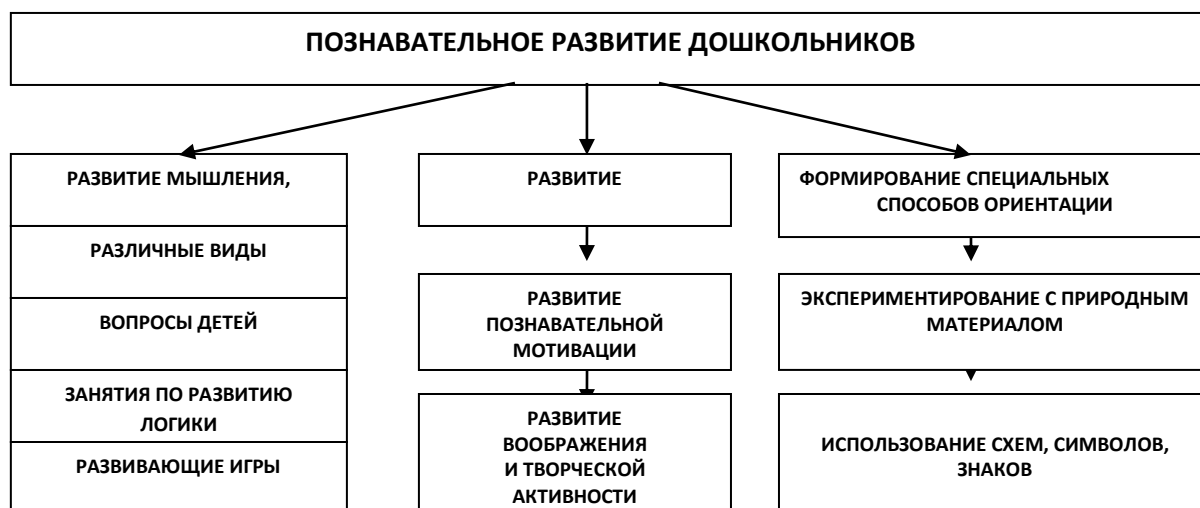 ПОЗНАВАТЕЛЬНОЕ РАЗВИТИЕ ДОШКОЛЬНИКОВ
РАЗВИТИЕ МЫШЛЕНИЯ,
РАЗЛИЧНЫЕ ВИДЫ
ВОПРОСЫ ДЕТЕЙ
ЗАНЯТИЯ ПО РАЗВИТИЮ
ЛОГИКИ
РАЗВИВАЮЩИЕ ИГРЫ
РАЗВИТИЕ
РАЗВИТИЕ
ПОЗНАВАТЕЛЬНОЙ
МОТИВАЦИИ
РАЗВИТИЕ
ВООБРАЖЕНИЯ
И ТВОРЧЕСКОЙ
АКТИВНОСТИ
ФОРМИРОВАНИЕ СПЕЦИАЛЬНЫХ
СПОСОБОВ ОРИЕНТАЦИИ
ЭКСПЕРИМЕНТИРОВАНИЕ С ПРИРОДНЫМ
МАТЕРИАЛОМ
ИСПОЛЬЗОВАНИЕ СХЕМ, СИМВОЛОВ,
ЗНАКОВ